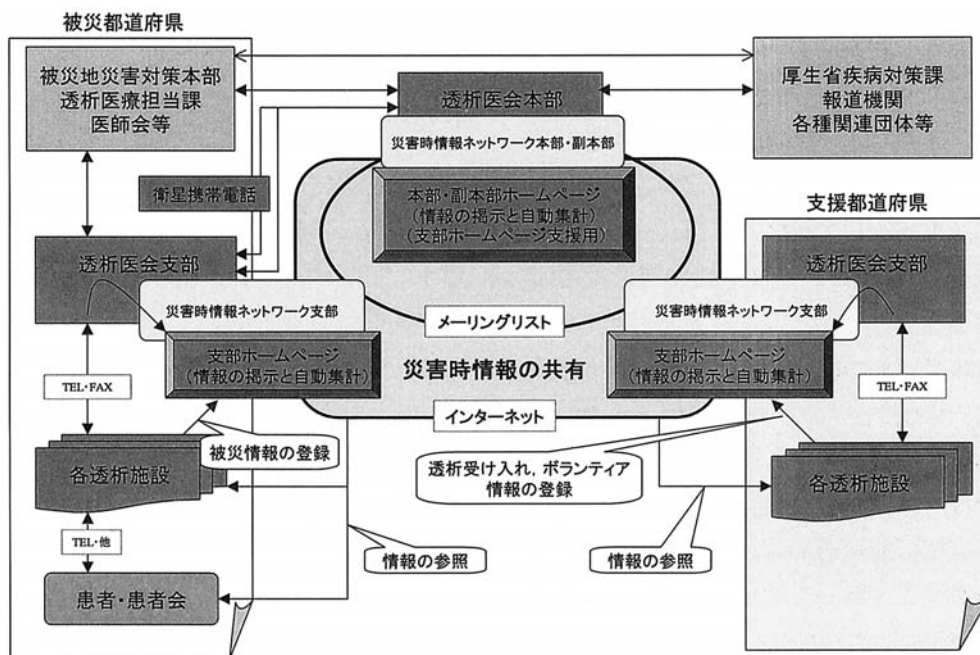 被災都道府県
被災地災害対策本部
透析医療担当課
医師会等
透析医会本部
厚生省疾病対策課
報道機関
各種関連団体等
災害時情報ネットワーク本部・副本部
衛星携帯電話
本部・副本部ホームページ
(情報の掲示と自動集計)
(支部ホームページ支援用)
支援都道府県
透析医会支部
透析医会支部
災害時情報ネットワーク支部
災害時情報ネットワーク支部
メーリングリスト
支部ホームページ
(情報の掲示と自動集計)
災害時情報の共有
支部ホームページ
(情報の掲示と自動集計)
TEL・FAX
TEL・FAX
インターネット
被災情報の登録
透析受け入れ，ボランティア
情報の登録
各透析施設
各透析施設
TEL・他
情報の参照
情報の参照
患者・患者会